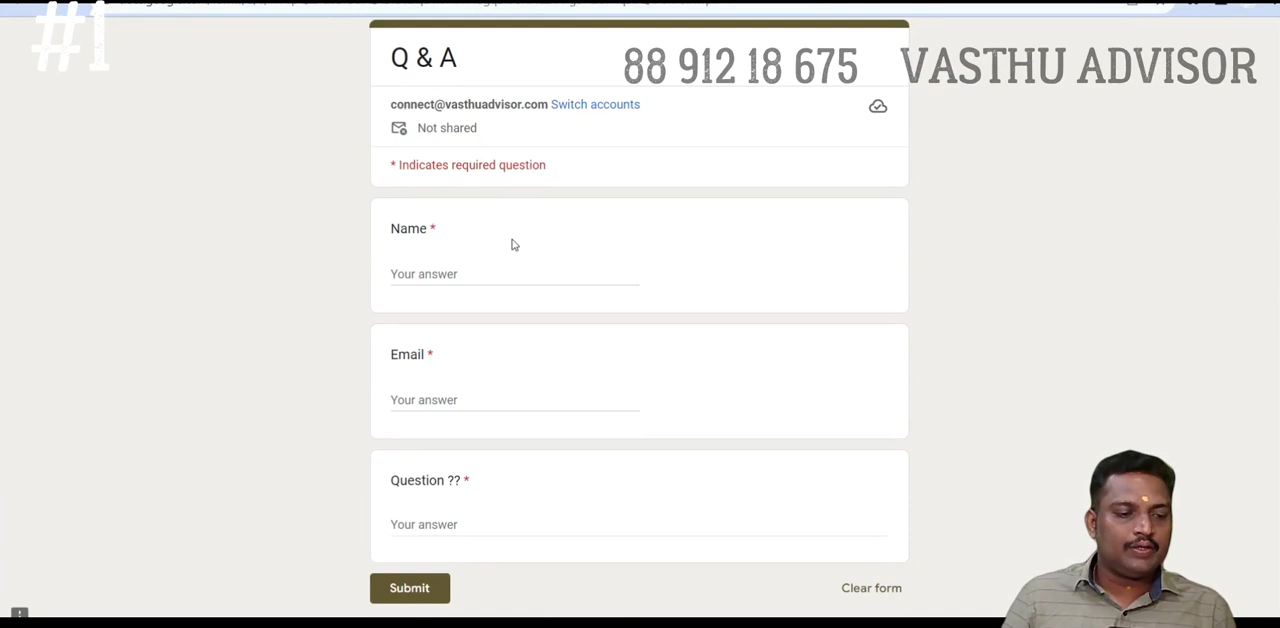 #1
Q & A
88 912 18 675 VASTHU ADVISOR
connect@vasthuadvisor.com Switch accounts
Not shared
* Indicates required question
Name *
Your answer
Email *
Your answer
Question ?? *
Your answer
Submit
Clear form